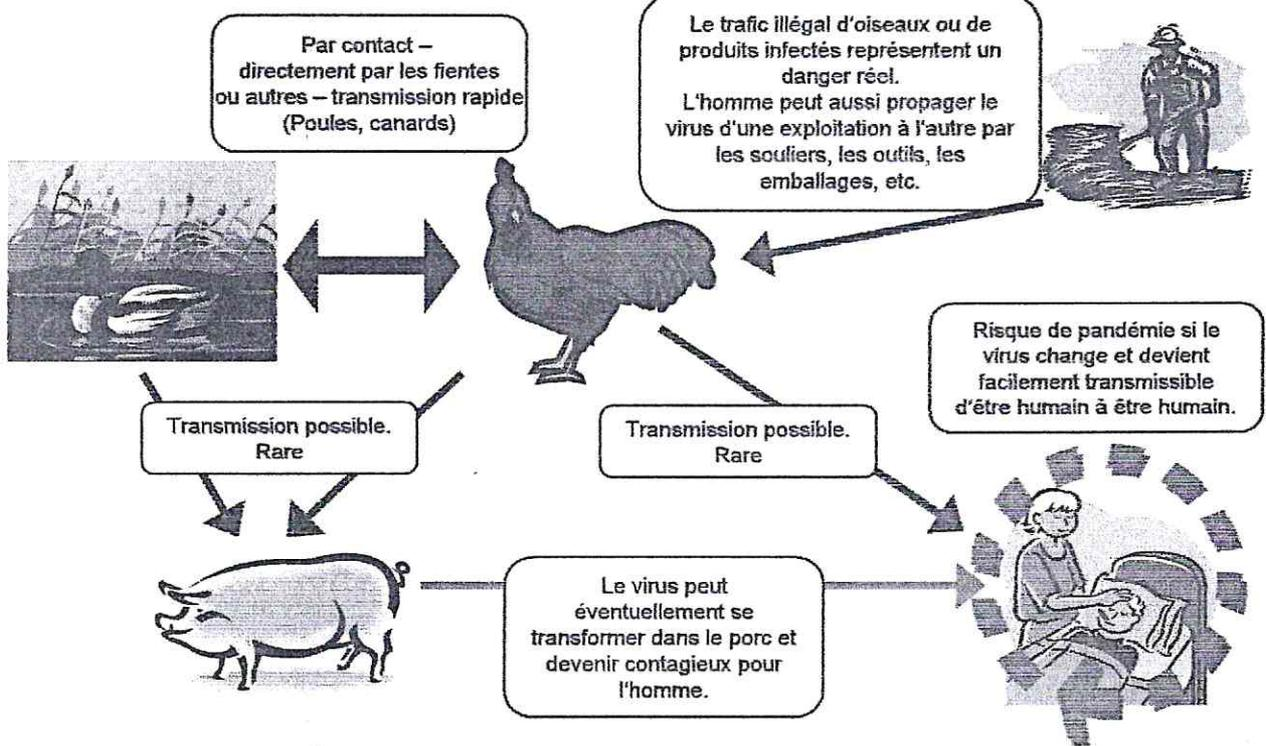 Par contact –
directement par les fientes
ou autres – transmission rapide
(Poules, canards)
Le trafic illégal d'oiseaux ou de
produits infectés représentent un
danger réel.
L'homme peut aussi propager le
virus d'une exploitation à l'autre par
les souliers, les outils, les
emballages, etc.
Risque de pandémie si le
virus change et devient
facilement transmissible
d'être humain à être humain.
Transmission possible.
Rare
Transmission possible.
Rare
Le virus peut
éventuellement se
transformer dans le porc et
devenir contagieux pour
l'homme.